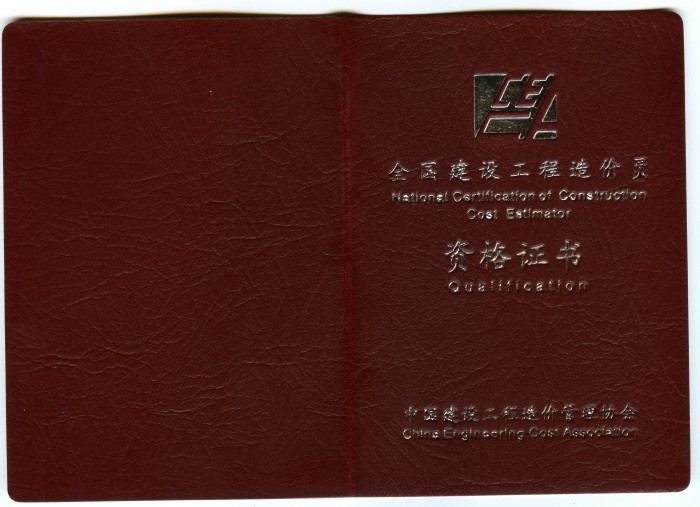 全国建设工程造价员
National Certification of Construction
Cost Estimator
资格证书
Qualification
中国建设工程造价管理协会
China Engineering Cost Association